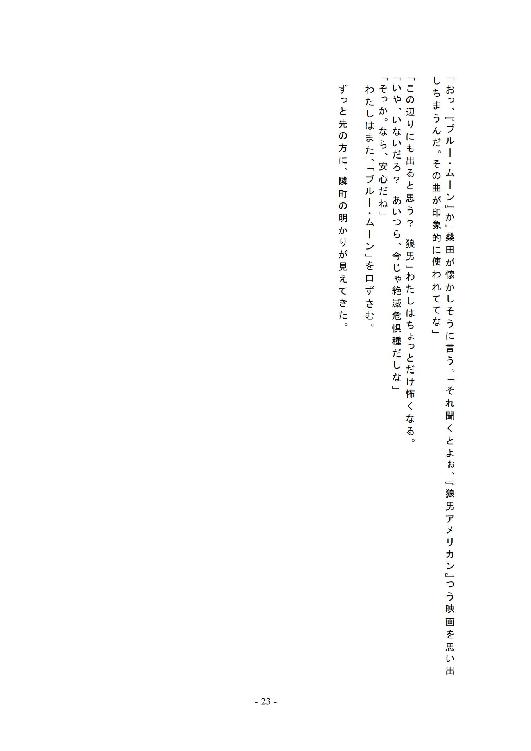 「おっ、『ブルー・ムーン』か」桑田が懐かしそうに言う。「それ聞くとよぉ、『狼男アメリカン』つう映画を思い出
しちまうんだ。その曲が印象的に使われててな」
「この辺りにも出ると思う？　狼男」わたしはちょっとだけ怖くなる。
「いや、いないだろ？　あいつら、今じゃ絶滅危惧種だしな」
「そっか。なら、安心だね」
わたしはまた、「ブルー・ムーン」を口ずさむ。
ずっと先の方に、隣町の明かりが見えてきた。
- 23 -